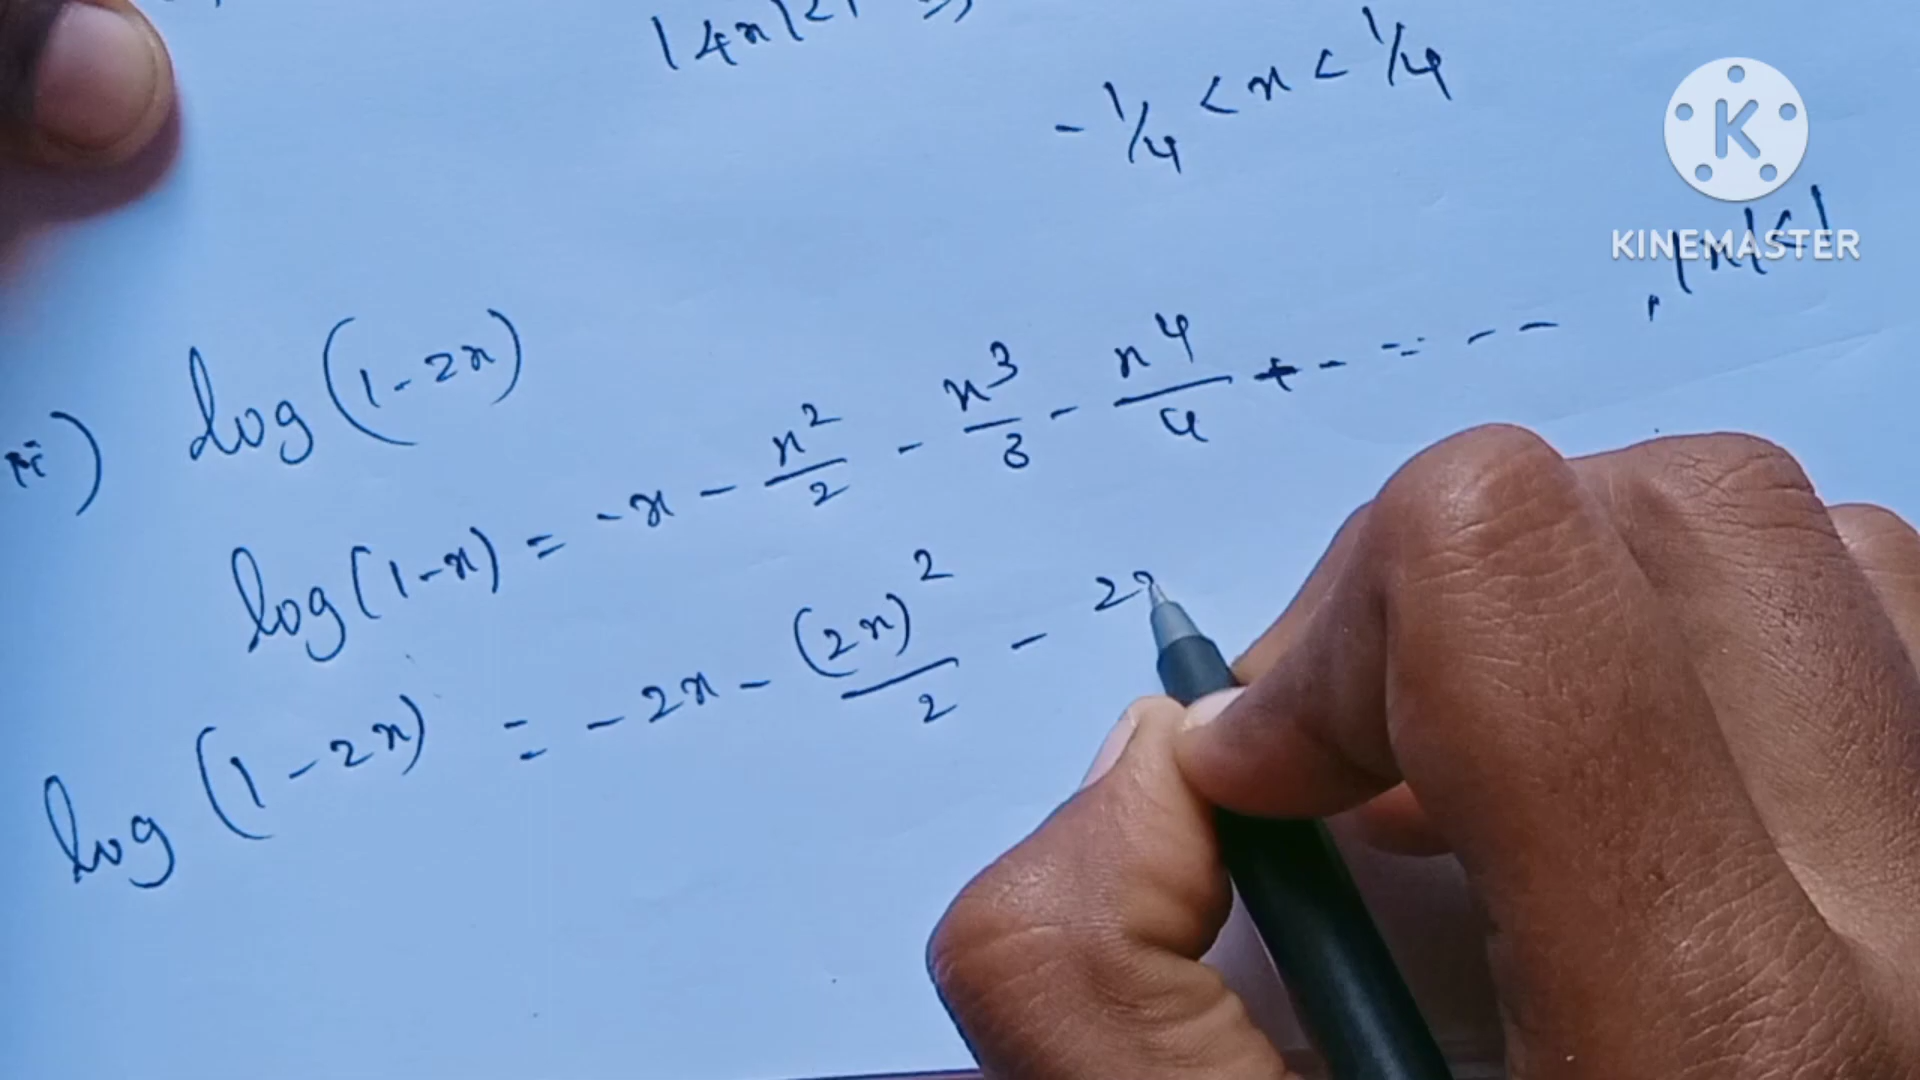 |4x|<1 ⇒
-1/4 < x < 1/4
K
KINEMASTER
ii) log(1-2x)
log(1-x) = -x - x²/2 - x³/3 - x⁴/4 + - - - - - , |x|<1
log(1-2x) = -2x - (2x)²/2 - 2